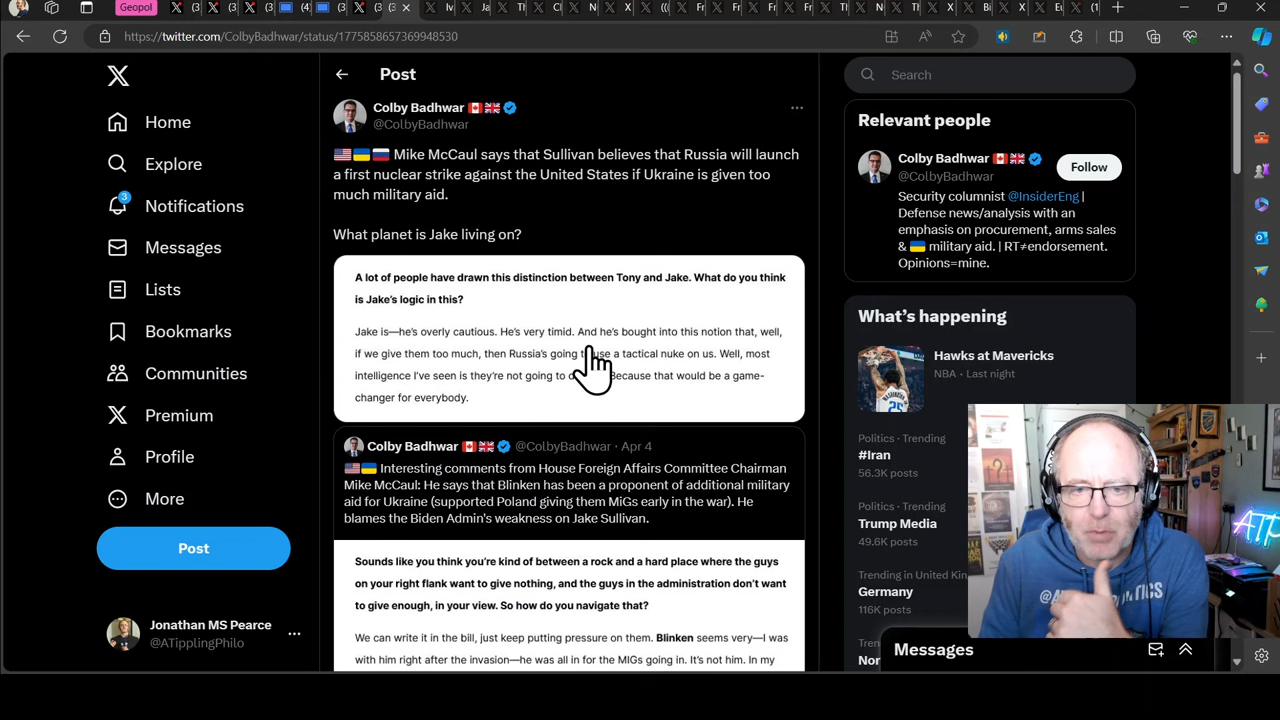 Geopol
https://twitter.com/ColbyBadhwar/status/1775858657369948530
Post
Search
Home
Explore
3
Notifications
Messages
Lists
Bookmarks
Communities
Premium
Profile
More
Post
Jonathan MS Pearce
@ATipplingPhilo
Colby Badhwar 🇨🇦🇬🇧
@ColbyBadhwar
🇺🇸🇺🇦🇷🇺 Mike McCaul says that Sullivan believes that Russia will launch
a first nuclear strike against the United States if Ukraine is given too
much military aid.
What planet is Jake living on?
A lot of people have drawn this distinction between Tony and Jake. What do you think
is Jake's logic in this?
Jake is—he's overly cautious. He's very timid. And he's bought into this notion that, well,
if we give them too much, then Russia's going use a tactical nuke on us. Well, most
intelligence I've seen is they're not going to Because that would be a game-
changer for everybody.
Colby Badhwar 🇨🇦🇬🇧 @ColbyBadhwar · Apr 4
🇺🇸🇺🇦 Interesting comments from House Foreign Affairs Committee Chairman
Mike McCaul: He says that Blinken has been a proponent of additional military
aid for Ukraine (supported Poland giving them MiGs early in the war). He
blames the Biden Admin's weakness on Jake Sullivan.
Sounds like you think you're kind of between a rock and a hard place where the guys
on your right flank want to give nothing, and the guys in the administration don't want
to give enough, in your view. So how do you navigate that?
We can write it in the bill, just keep putting pressure on them. Blinken seems very—I was
with him right after the invasion—he was all in for the MIGs going in. It's not him. In my
Relevant people
Colby Badhwar 🇨🇦🇬🇧
@ColbyBadhwar
Follow
Security columnist @InsiderEng |
Defense news/analysis with an
emphasis on procurement, arms sales
& 🇺🇦 military aid. | RT≠endorsement.
Opinions=mine.
What's happening
Hawks at Mavericks
NBA · Last night
Politics · Trending
#Iran
56.3K posts
Politics · Trending
Trump Media
49.6K posts
Trending in United Kin
Germany
116K posts
Politics · Trending
Nor
Messages